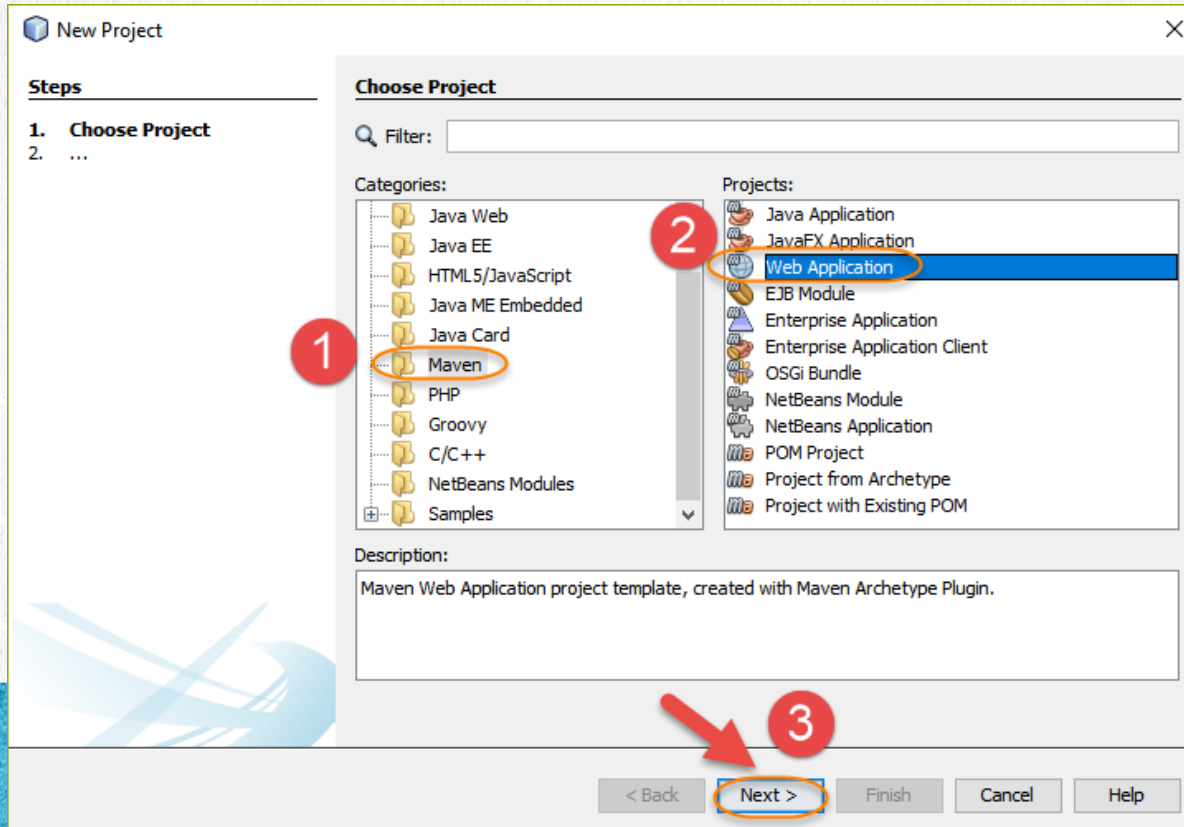 New Project
Steps
1. Choose Project
2. ...
Choose Project
Filter:
Categories:
Java Web
Java EE
HTML5/JavaScript
Java ME Embedded
Java Card
1
Maven
PHP
Groovy
C/C++
NetBeans Modules
Samples
Projects:
2
Java Application
JavaFX Application
Web Application
EJB Module
Enterprise Application
Enterprise Application Client
OSGi Bundle
NetBeans Module
NetBeans Application
POM Project
Project from Archetype
Project with Existing POM
Description:
Maven Web Application project template, created with Maven Archetype Plugin.
3
< Back Next > Finish Cancel Help